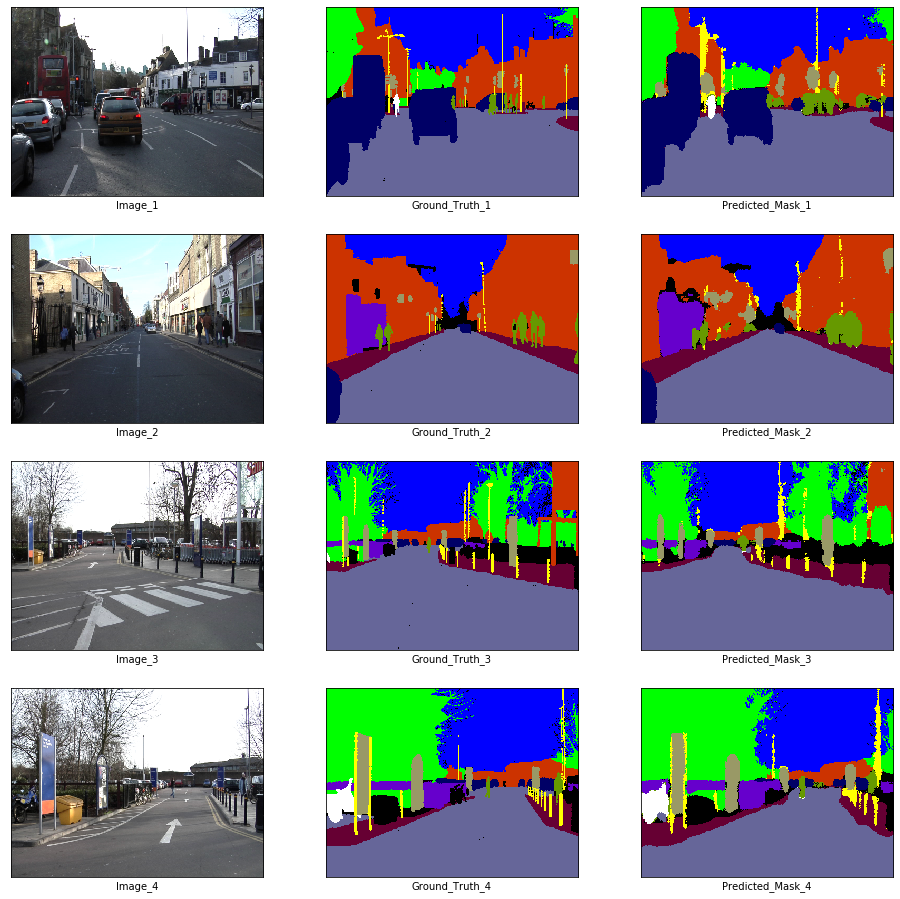 Image_1 Ground_Truth_1 Predicted_Mask_1
Image_2 Ground_Truth_2 Predicted_Mask_2
Image_3 Ground_Truth_3 Predicted_Mask_3
Image_4 Ground_Truth_4 Predicted_Mask_4